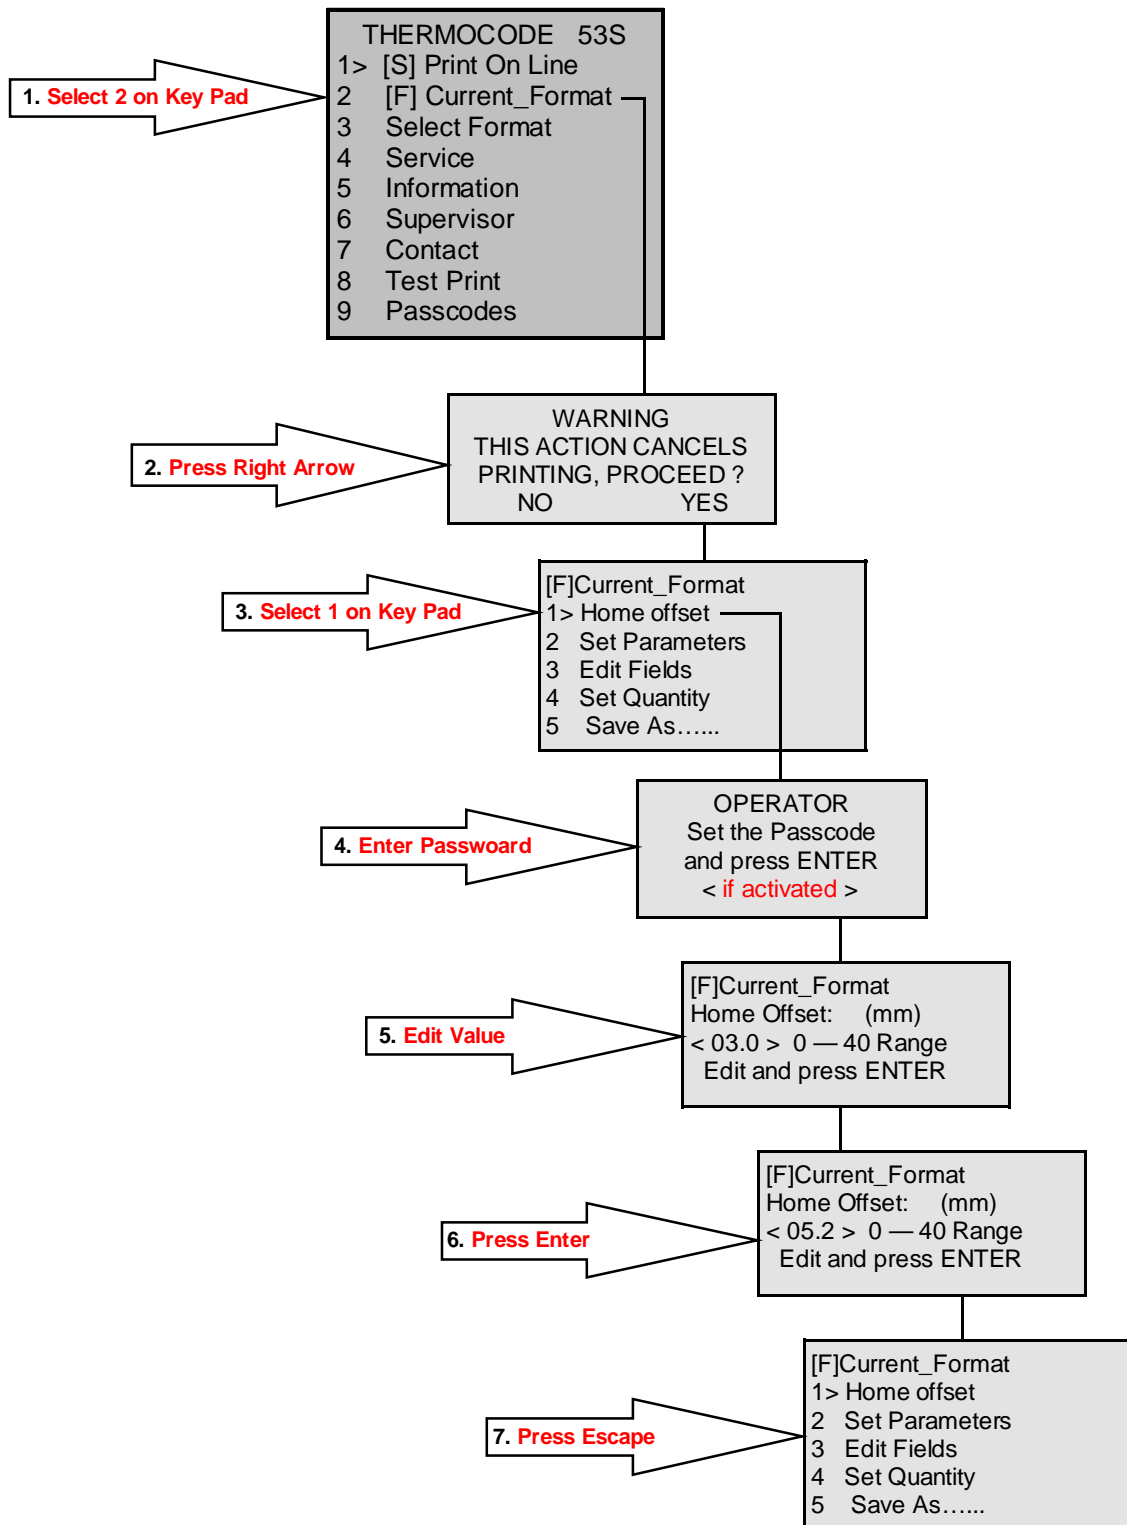 THERMOCODE 53S
1> [S] Print On Line
2 [F] Current_Format
3 Select Format
4 Service
5 Information
6 Supervisor
7 Contact
8 Test Print
9 Passcodes
1. Select 2 on Key Pad
WARNING
THIS ACTION CANCELS
PRINTING, PROCEED ?
NO YES
2. Press Right Arrow
[F]Current_Format
1> Home offset
2 Set Parameters
3 Edit Fields
4 Set Quantity
5 Save As…...
3. Select 1 on Key Pad
OPERATOR
Set the Passcode
and press ENTER
< if activated >
4. Enter Passwoard
[F]Current_Format
Home Offset: (mm)
< 03.0 > 0 — 40 Range
Edit and press ENTER
5. Edit Value
[F]Current_Format
Home Offset: (mm)
< 05.2 > 0 — 40 Range
Edit and press ENTER
6. Press Enter
[F]Current_Format
1> Home offset
2 Set Parameters
3 Edit Fields
4 Set Quantity
5 Save As…...
7. Press Escape